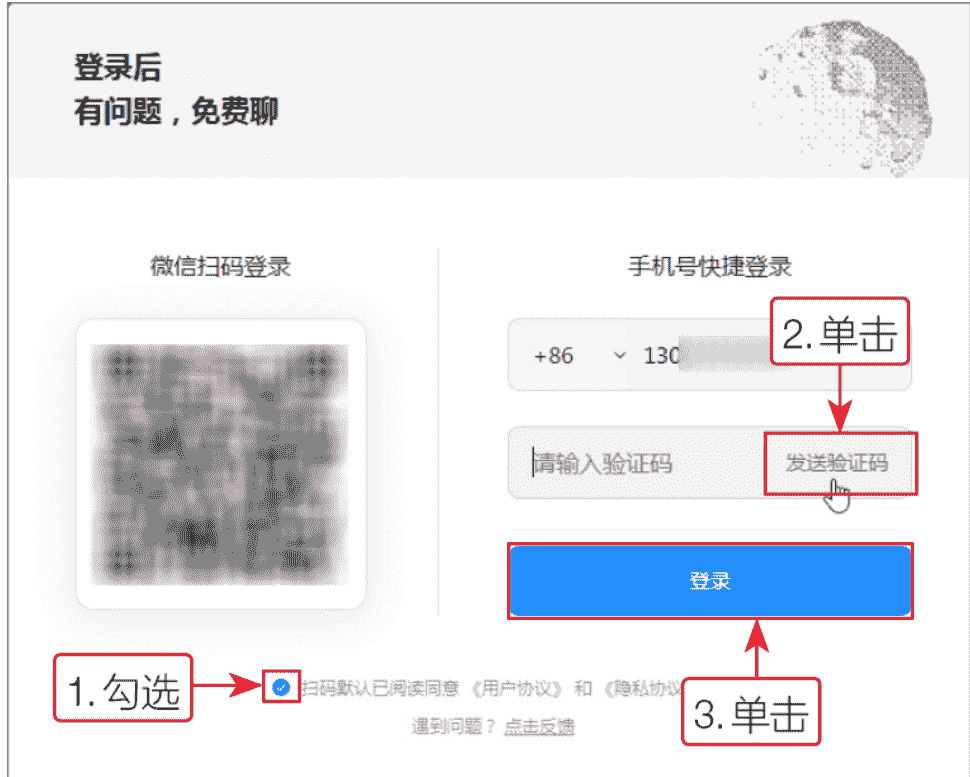 登录后
有问题，免费聊
微信扫码登录
手机号快捷登录
+86 130
2.单击
请输入验证码 发送验证码
登录
1.勾选
扫码默认已阅读同意《用户协议》和《隐私协议
3.单击
遇到问题？点击反馈